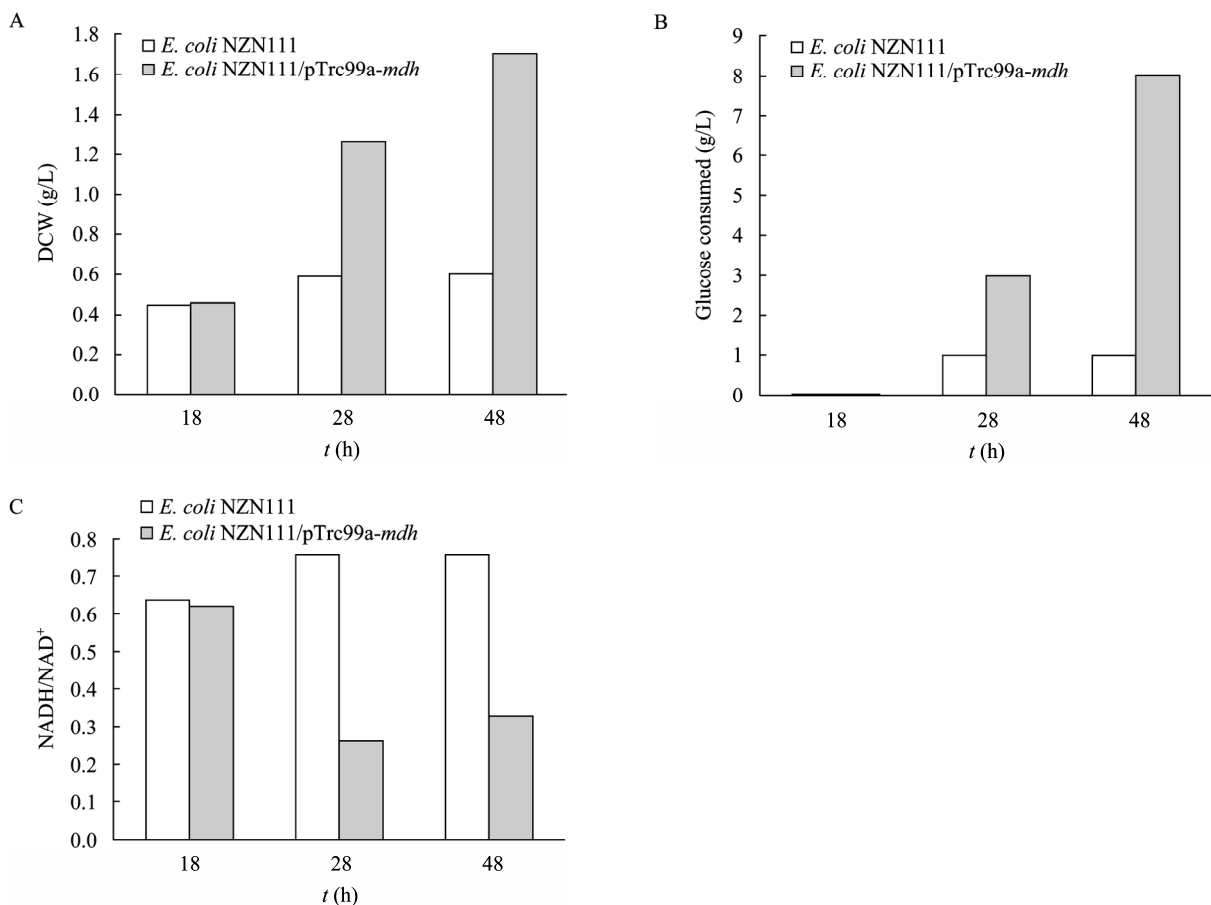 A
E. coli NZN111
E. coli NZN111/pTrc99a-mdh
DCW (g/L)
1.8
1.6
1.4
1.2
1.0
0.8
0.6
0.4
0.2
0.0
18 28 48
t (h)
B
E. coli NZN111
E. coli NZN111/pTrc99a-mdh
Glucose consumed (g/L)
9
8
7
6
5
4
3
2
1
0
18 28 48
t (h)
C
E. coli NZN111
E. coli NZN111/pTrc99a-mdh
NADH/NAD⁺
0.8
0.7
0.6
0.5
0.4
0.3
0.2
0.1
0.0
18 28 48
t (h)